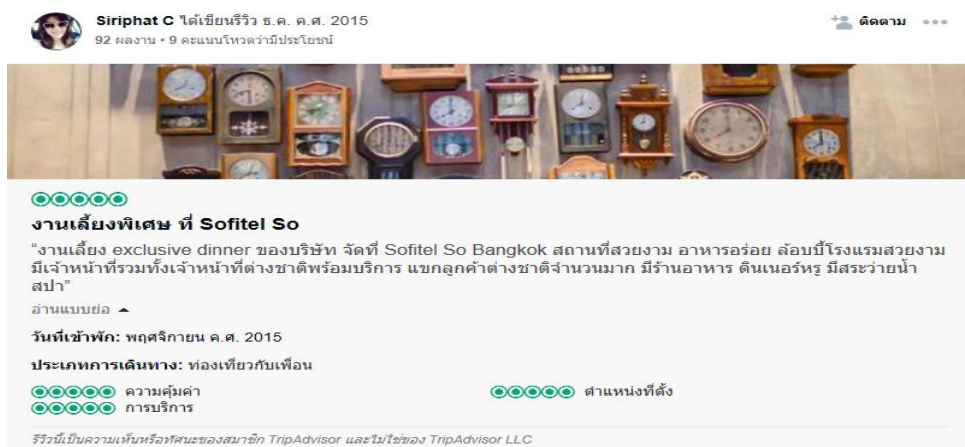 Siriphat C ได้เขียนรีวิว ธ.ค. ค.ศ. 2015
ติดตาม
92 ผลงาน • 9 คะแนนโหวตว่ามีประโยชน์
งานเลี้ยงพิเศษ ที่ Sofitel So
“งานเลี้ยง exclusive dinner ของบริษัท จัดที่ Sofitel So Bangkok สถานที่สวยงาม อาหารอร่อย ล้อบบี้โรงแรมสวยงาม
มีเจ้าหน้าที่รวมทั้งเจ้าหน้าที่ต่างชาติพร้อมบริการ แขกลูกค้าต่างชาติจำนวนมาก มีร้านอาหาร ดินเนอร์หรู มีสระว่ายน้ำ
สปา”
อ่านแบบย่อ
วันที่เข้าพัก: พฤศจิกายน ค.ศ. 2015
ประเภทการเดินทาง: ท่องเที่ยวกับเพื่อน
ความคุ้มค่า
ตำแหน่งที่ตั้ง
การบริการ
รีวิวนี้เป็นความเห็นหรือทัศนะของสมาชิก TripAdvisor และไม่ใช่ของ TripAdvisor LLC